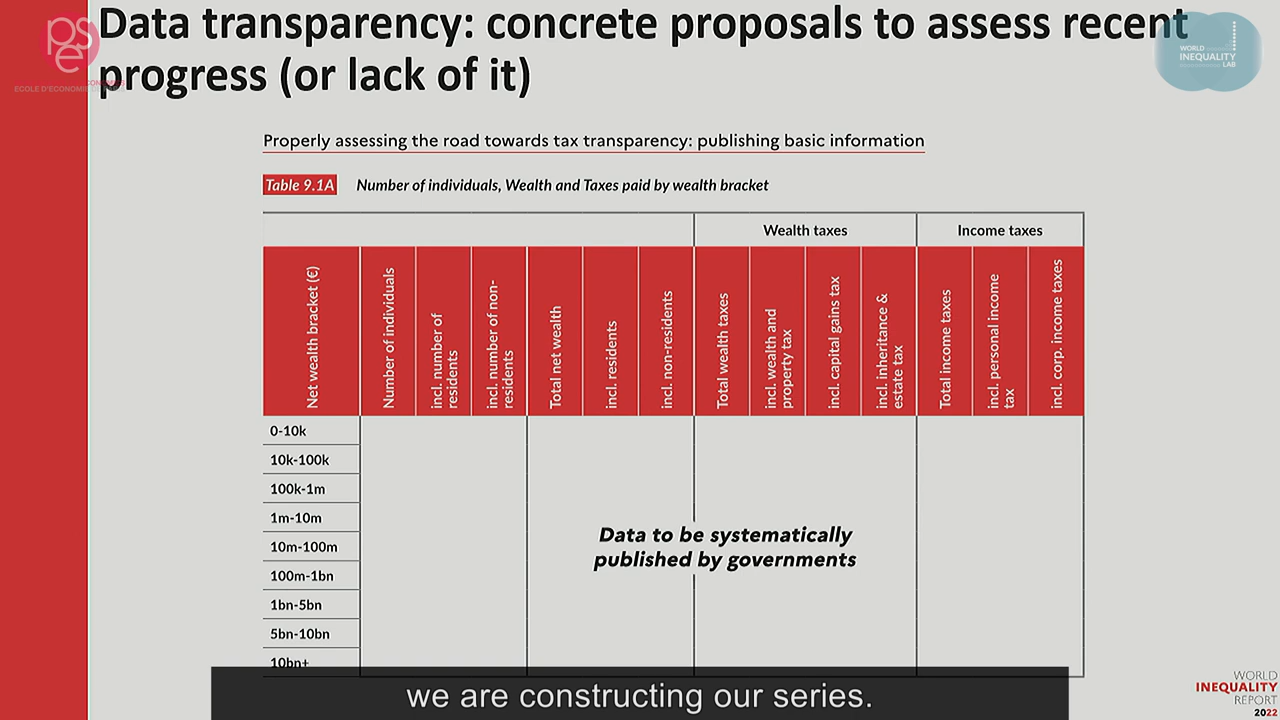 Data transparency: concrete proposals to assess recent
progress (or lack of it)
pse
ECOLE D'ECONOMIE
WORLD
INEQUALITY
LAB
Properly assessing the road towards tax transparency: publishing basic information
Table 9.1A Number of individuals, Wealth and Taxes paid by wealth bracket
Wealth taxes
Income taxes
Net wealth bracket (€)
Number of individuals
incl. number of
residents
incl. number of non-
residents
Total net wealth
incl. residents
incl. non-residents
Total wealth taxes
incl. wealth and
property tax
incl. capital gains tax
incl. inheritance &
estate tax
Total income taxes
incl. personal income
tax
incl. corp. income taxes
0-10k
10k-100k
100k-1m
1m-10m
10m-100m
100m-1bn
1bn-5bn
5bn-10bn
10bn+
Data to be systematically
published by governments
we are constructing our series.
WORLD
INEQUALITY
REPORT
2022